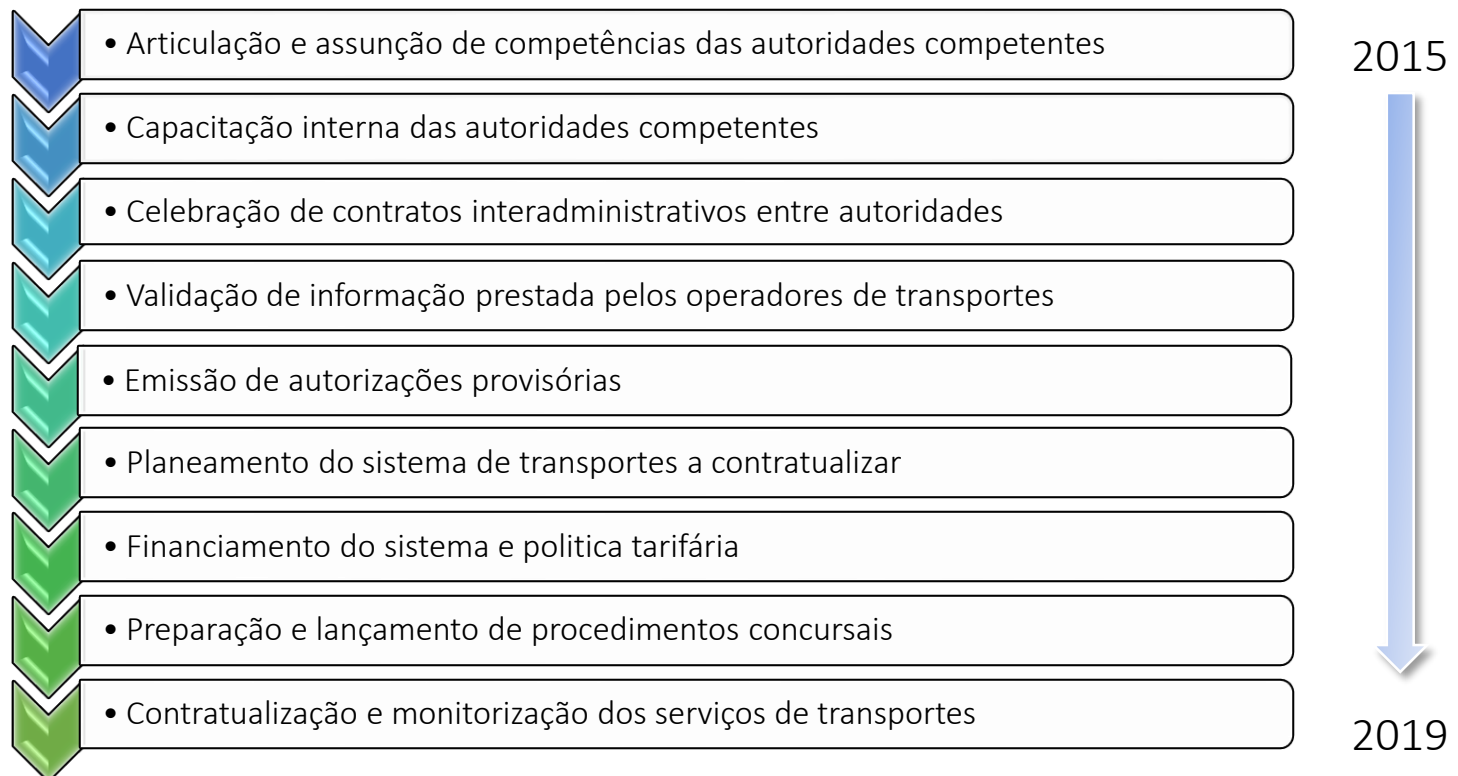 • Articulação e assunção de competências das autoridades competentes
2015
• Capacitação interna das autoridades competentes
• Celebração de contratos interadministrativos entre autoridades
• Validação de informação prestada pelos operadores de transportes
• Emissão de autorizações provisórias
• Planeamento do sistema de transportes a contratualizar
• Financiamento do sistema e politica tarifária
• Preparação e lançamento de procedimentos concursais
• Contratualização e monitorização dos serviços de transportes
2019